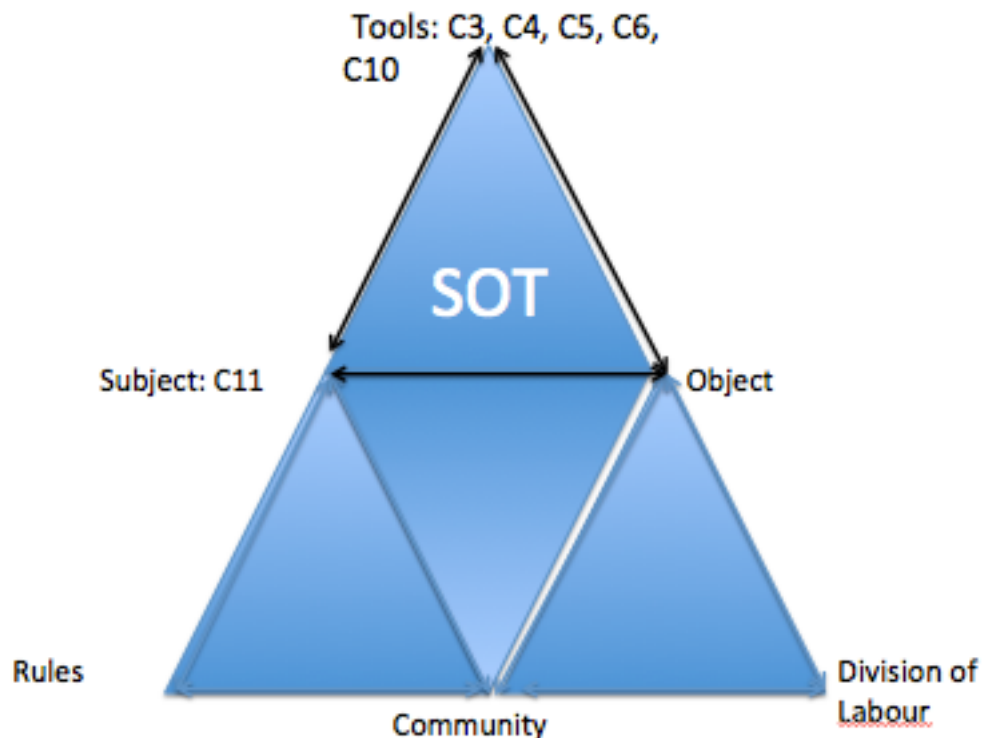 Tools: C3, C4, C5, C6,
C10
SOT
Subject: C11
Object
Rules
Division of
Labour
Community